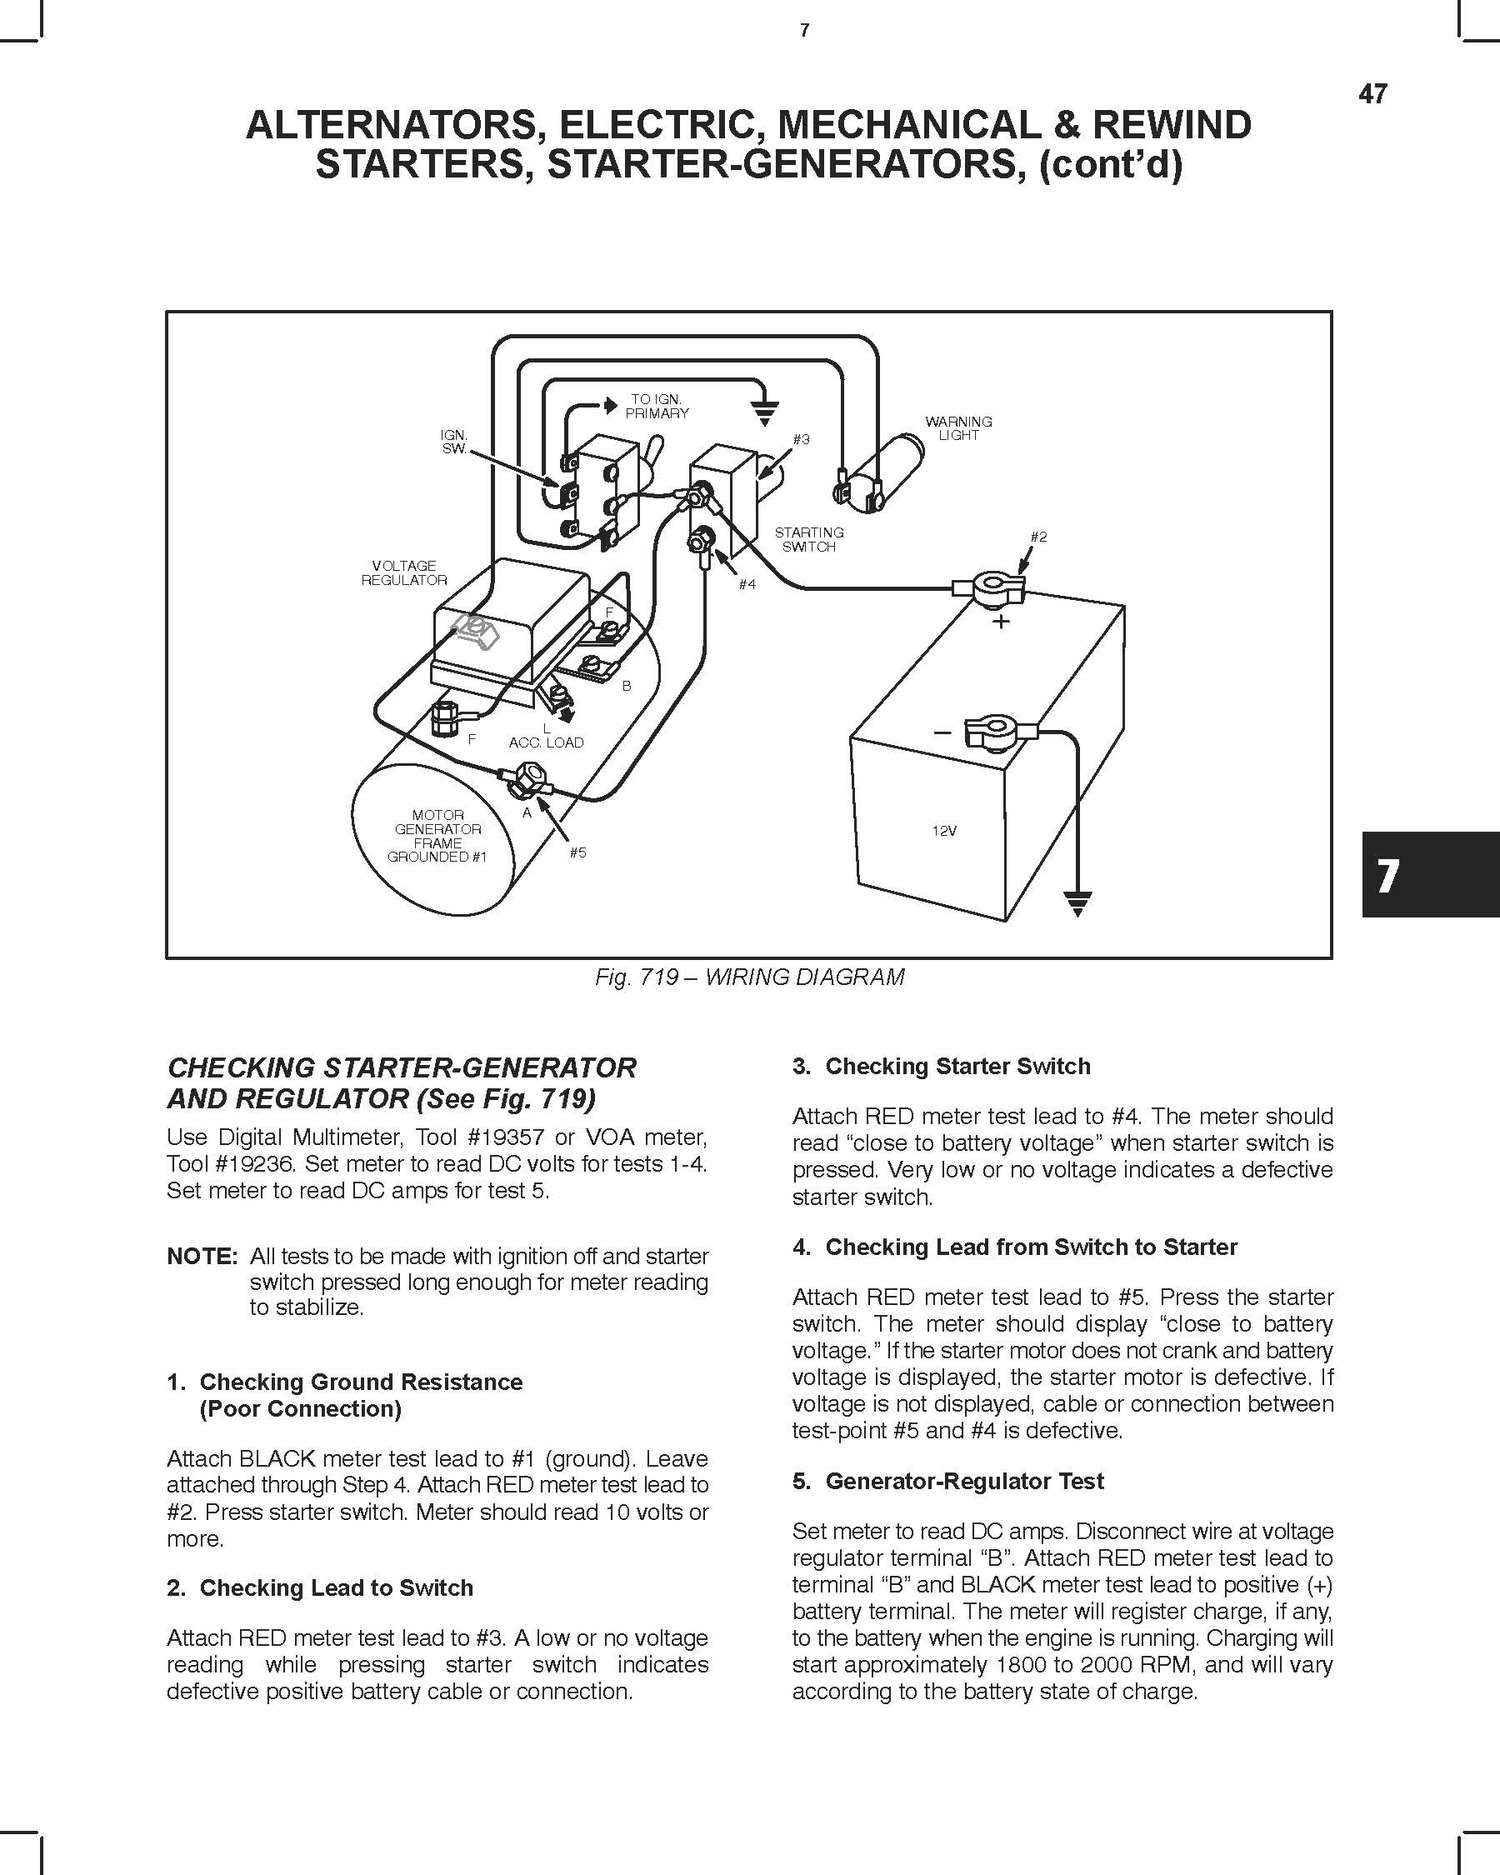 7
47
ALTERNATORS, ELECTRIC, MECHANICAL & REWIND
STARTERS, STARTER-GENERATORS, (cont’d)
TO IGN.
PRIMARY
IGN.
SW.
#3
WARNING
LIGHT
STARTING
SWITCH
#2
VOLTAGE
REGULATOR
#4
F
+
B
F
L
ACC. LOAD
–
MOTOR
GENERATOR
FRAME
GROUNDED #1
A
#5
12V
7
Fig. 719 – WIRING DIAGRAM
CHECKING STARTER-GENERATOR
AND REGULATOR (See Fig. 719)
Use Digital Multimeter, Tool #19357 or VOA meter,
Tool #19236. Set meter to read DC volts for tests 1-4.
Set meter to read DC amps for test 5.
NOTE: All tests to be made with ignition off and starter
switch pressed long enough for meter reading
to stabilize.
1. Checking Ground Resistance
(Poor Connection)
Attach BLACK meter test lead to #1 (ground). Leave
attached through Step 4. Attach RED meter test lead to
#2. Press starter switch. Meter should read 10 volts or
more.
2. Checking Lead to Switch
Attach RED meter test lead to #3. A low or no voltage
reading while pressing starter switch indicates
defective positive battery cable or connection.
3. Checking Starter Switch
Attach RED meter test lead to #4. The meter should
read “close to battery voltage” when starter switch is
pressed. Very low or no voltage indicates a defective
starter switch.
4. Checking Lead from Switch to Starter
Attach RED meter test lead to #5. Press the starter
switch. The meter should display “close to battery
voltage.” If the starter motor does not crank and battery
voltage is displayed, the starter motor is defective. If
voltage is not displayed, cable or connection between
test-point #5 and #4 is defective.
5. Generator-Regulator Test
Set meter to read DC amps. Disconnect wire at voltage
regulator terminal “B”. Attach RED meter test lead to
terminal “B” and BLACK meter test lead to positive (+)
battery terminal. The meter will register charge, if any,
to the battery when the engine is running. Charging will
start approximately 1800 to 2000 RPM, and will vary
according to the battery state of charge.